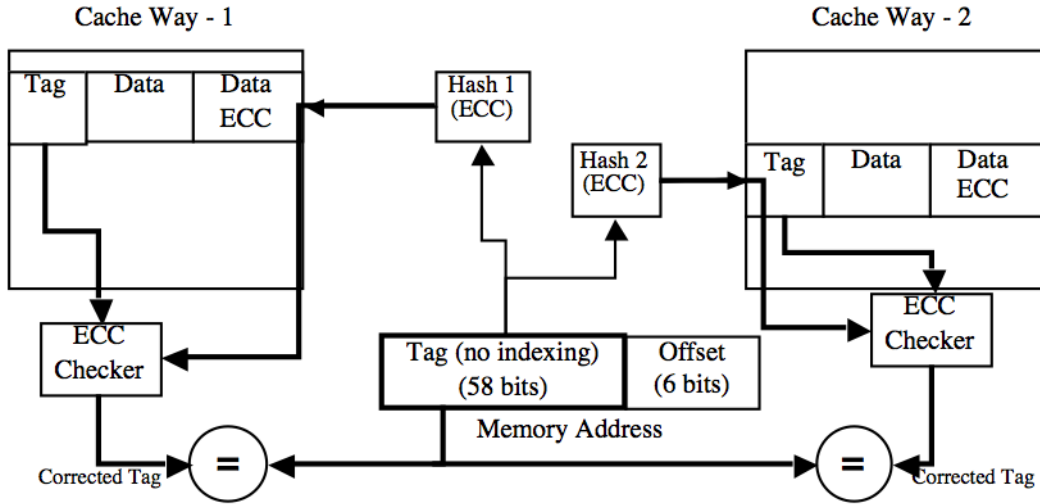 Cache Way - 1
Cache Way - 2
Tag
Data
Data
ECC
Hash 1
(ECC)
Hash 2
(ECC)
Tag
Data
Data
ECC
ECC
Checker
ECC
Checker
Tag (no indexing)
(58 bits)
Offset
(6 bits)
Memory Address
Corrected Tag
=
=
Corrected Tag